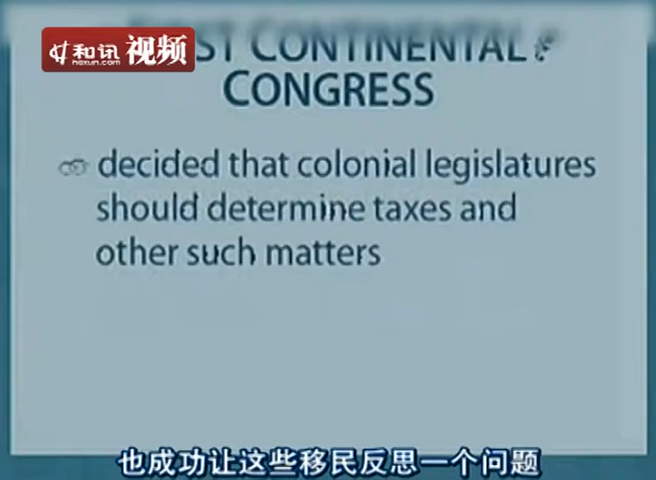 和讯 视频
hexun.com
CONTINENTAL
CONGRESS
decided that colonial legislatures
should determine taxes and
other such matters
也成功让这些移民反思一个问题